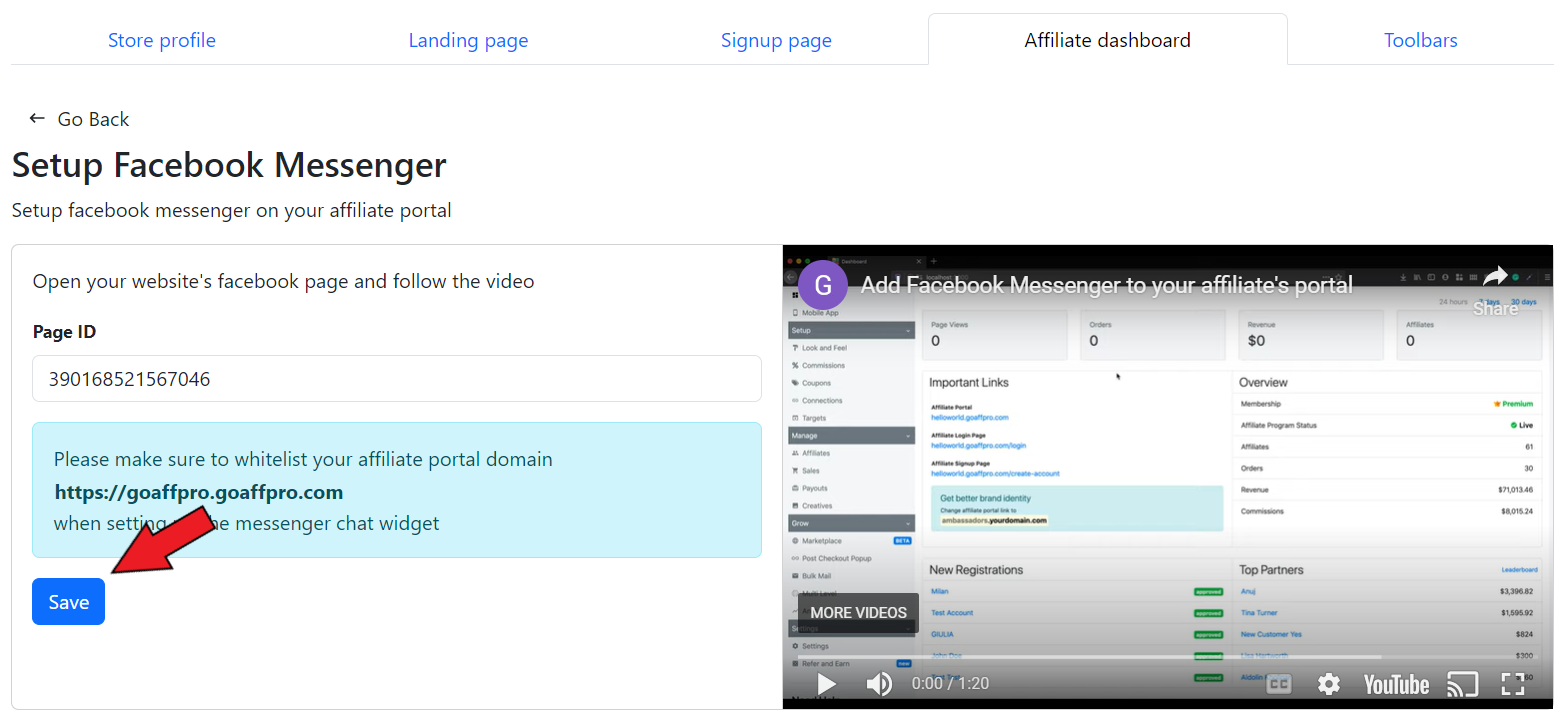 Store profile
Landing page
Signup page
Affiliate dashboard
Toolbars
← Go Back
Setup Facebook Messenger
Setup facebook messenger on your affiliate portal
Open your website's facebook page and follow the video
Page ID
390168521567046
Please make sure to whitelist your affiliate portal domain
https://goaffpro.goaffpro.com
when setting he messenger chat widget
Save
Dashboard
localhost
G
Add Facebook Messenger to your affiliate's portal
Share
24 hours
7 days
30 days
Mobile App
Setup
Look and Feel
Commissions
Coupons
Connections
Targets
Manage
Affiliates
Sales
Payouts
Creatives
Grow
Marketplace BETA
Post Checkout Popup
Bulk Mail
Multi Level
Settings
Settings
Refer and Earn new
Page Views
0
Orders
0
Revenue
$0
Affiliates
0
Important Links
Affiliate Portal
helloworld.goaffpro.com
Affiliate Login Page
helloworld.goaffpro.com/login
Affiliate Signup Page
helloworld.goaffpro.com/create-account
Get better brand identity
Change affiliate portal link to
ambassadors.yourdomain.com
Overview
Membership Premium
Affiliate Program Status Live
Affiliates 61
Orders 30
Revenue $71,013.46
Commissions $8,015.24
New Registrations
Milan approved
Test Account approved
GIULIA approved
John Doe
approved
Top Partners Leaderboard
Anuj $3,396.82
Tina Turner $1,595.92
New Customer Yes $824
Lisa Hartworth $300
Aidolin
MORE VIDEOS
0:00 / 1:20
CC
YouTube